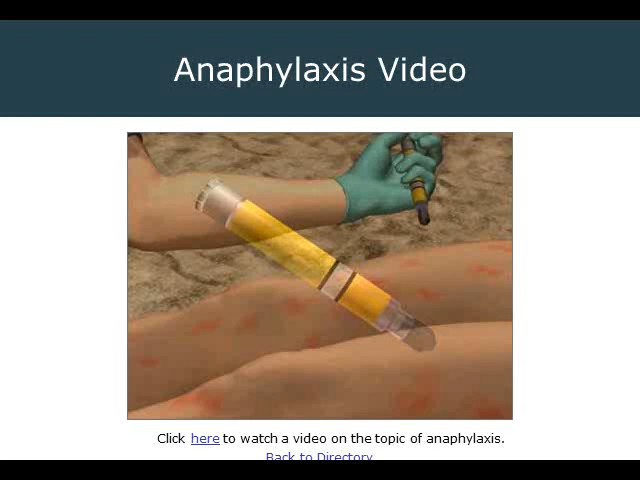 Anaphylaxis Video
Click here to watch a video on the topic of anaphylaxis.
Back to Directory